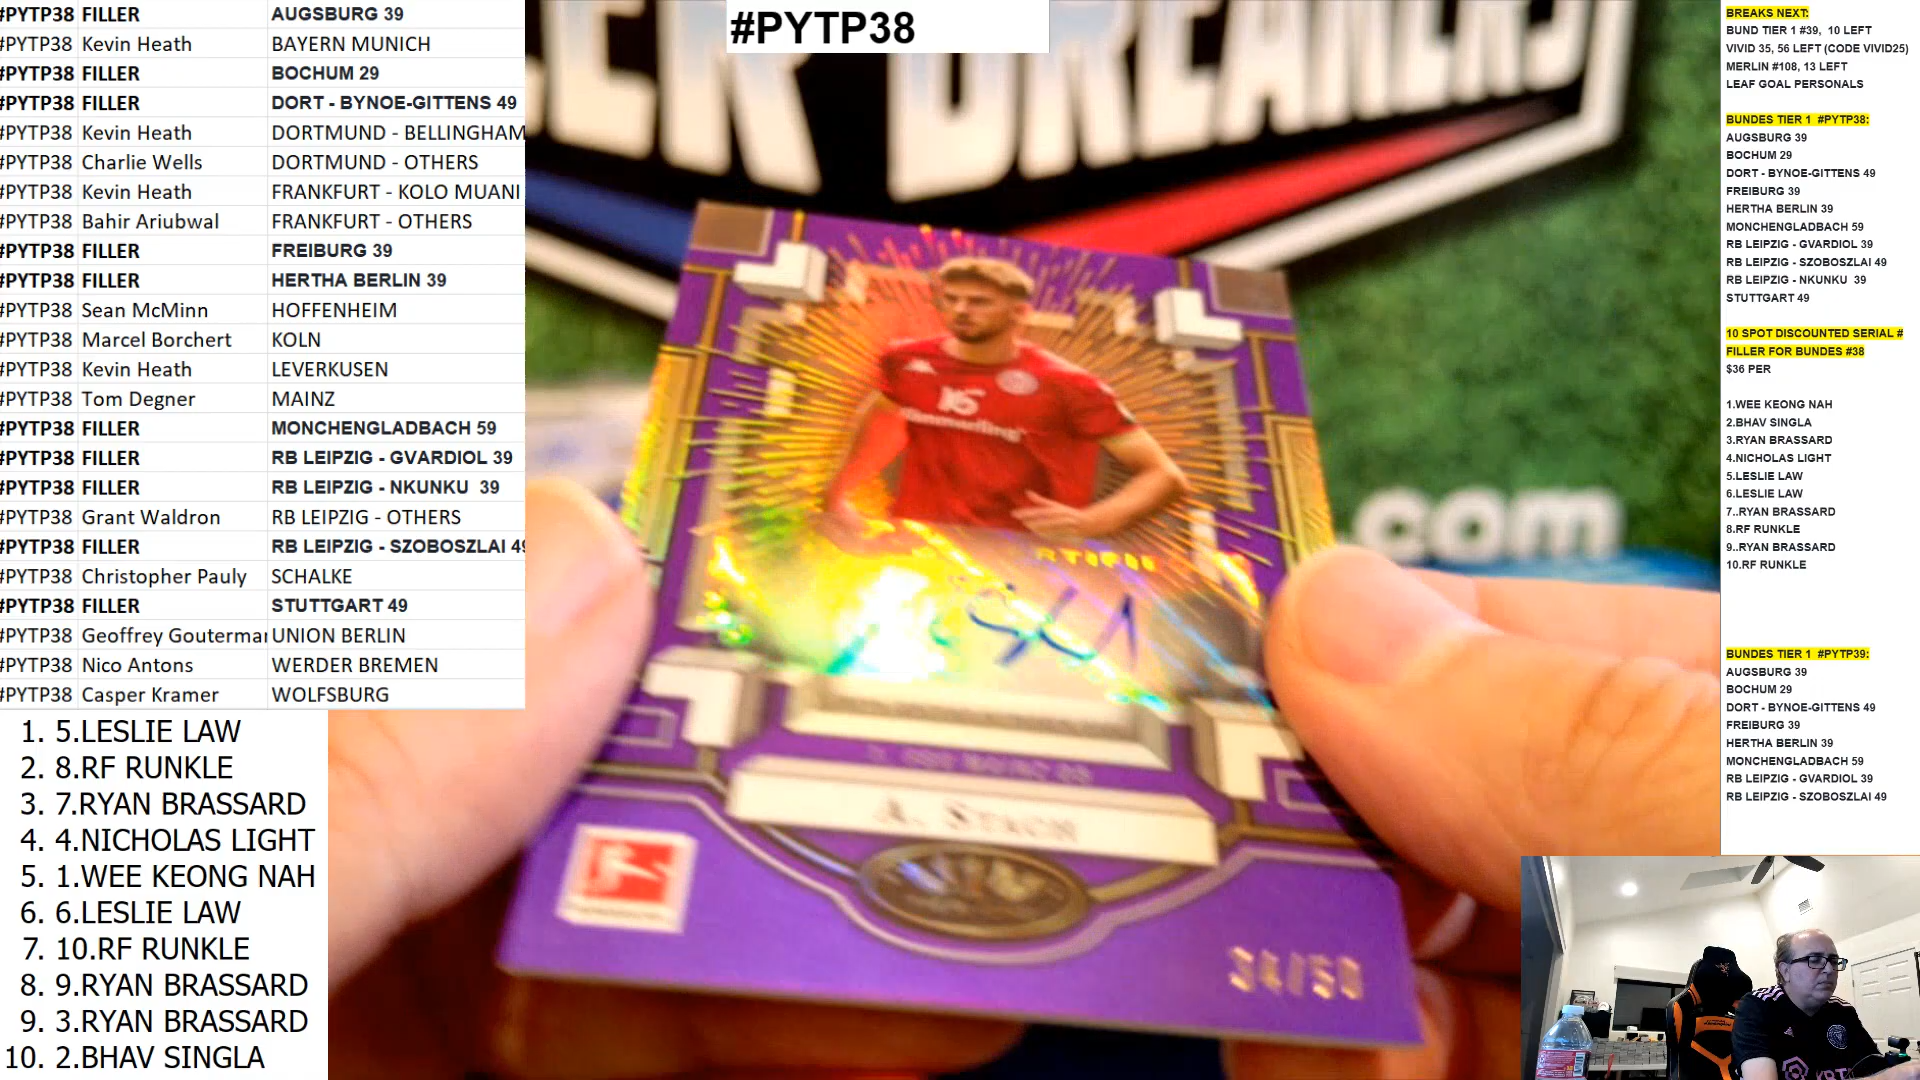 #PYTP38 FILLER AUGSBURG 39
#PYTP38 Kevin Heath BAYERN MUNICH
#PYTP38 FILLER BOCHUM 29
#PYTP38 FILLER DORT - BYNOE-GITTENS 49
#PYTP38 Kevin Heath DORTMUND - BELLINGHAM
#PYTP38 Charlie Wells DORTMUND - OTHERS
#PYTP38 Kevin Heath FRANKFURT - KOLO MUANI
#PYTP38 Bahir Ariubwal FRANKFURT - OTHERS
#PYTP38 FILLER FREIBURG 39
#PYTP38 FILLER HERTHA BERLIN 39
#PYTP38 Sean McMinn HOFFENHEIM
#PYTP38 Marcel Borchert KOLN
#PYTP38 Kevin Heath LEVERKUSEN
#PYTP38 Tom Degner MAINZ
#PYTP38 FILLER MONCHENGLADBACH 59
#PYTP38 FILLER RB LEIPZIG - GVARDIOL 39
#PYTP38 FILLER RB LEIPZIG - NKUNKU 39
#PYTP38 Grant Waldron RB LEIPZIG - OTHERS
#PYTP38 FILLER RB LEIPZIG - SZOBOSZLAI 49
#PYTP38 Christopher Pauly SCHALKE
#PYTP38 FILLER STUTTGART 49
#PYTP38 Geoffrey Gouterman UNION BERLIN
#PYTP38 Nico Antons WERDER BREMEN
#PYTP38 Casper Kramer WOLFSBURG
1. 5.LESLIE LAW
2. 8.RF RUNKLE
3. 7.RYAN BRASSARD
4. 4.NICHOLAS LIGHT
5. 1.WEE KEONG NAH
6. 6.LESLIE LAW
7. 10.RF RUNKLE
8. 9.RYAN BRASSARD
9. 3.RYAN BRASSARD
10. 2.BHAV SINGLA
#PYTP38
.com
A. STACH
34/50
BREAKS NEXT:
BUND TIER 1 #39, 10 LEFT
VIVID 35, 56 LEFT (CODE VIVID25)
MERLIN #108, 13 LEFT
LEAF GOAL PERSONALS
BUNDES TIER 1 #PYTP38:
AUGSBURG 39
BOCHUM 29
DORT - BYNOE-GITTENS 49
FREIBURG 39
HERTHA BERLIN 39
MONCHENGLADBACH 59
RB LEIPZIG - GVARDIOL 39
RB LEIPZIG - SZOBOSZLAI 49
RB LEIPZIG - NKUNKU 39
STUTTGART 49
10 SPOT DISCOUNTED SERIAL #
FILLER FOR BUNDES #38
$36 PER
1.WEE KEONG NAH
2.BHAV SINGLA
3.RYAN BRASSARD
4.NICHOLAS LIGHT
5.LESLIE LAW
6.LESLIE LAW
7..RYAN BRASSARD
8.RF RUNKLE
9..RYAN BRASSARD
10.RF RUNKLE
BUNDES TIER 1 #PYTP39:
AUGSBURG 39
BOCHUM 29
DORT - BYNOE-GITTENS 49
FREIBURG 39
HERTHA BERLIN 39
MONCHENGLADBACH 59
RB LEIPZIG - GVARDIOL 39
RB LEIPZIG - SZOBOSZLAI 49